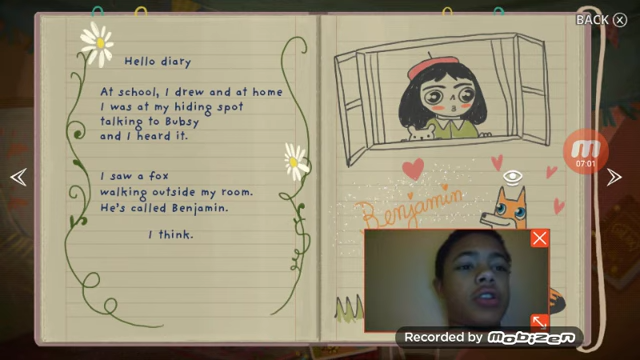 BACK
Hello diary
At school, I drew and at home
I was at my hiding spot
talking to Bubsy
and I heard it.
I saw a fox
walking outside my room.
He's called Benjamin.
I think.
Benjamin
07:01
Recorded by Mobizen